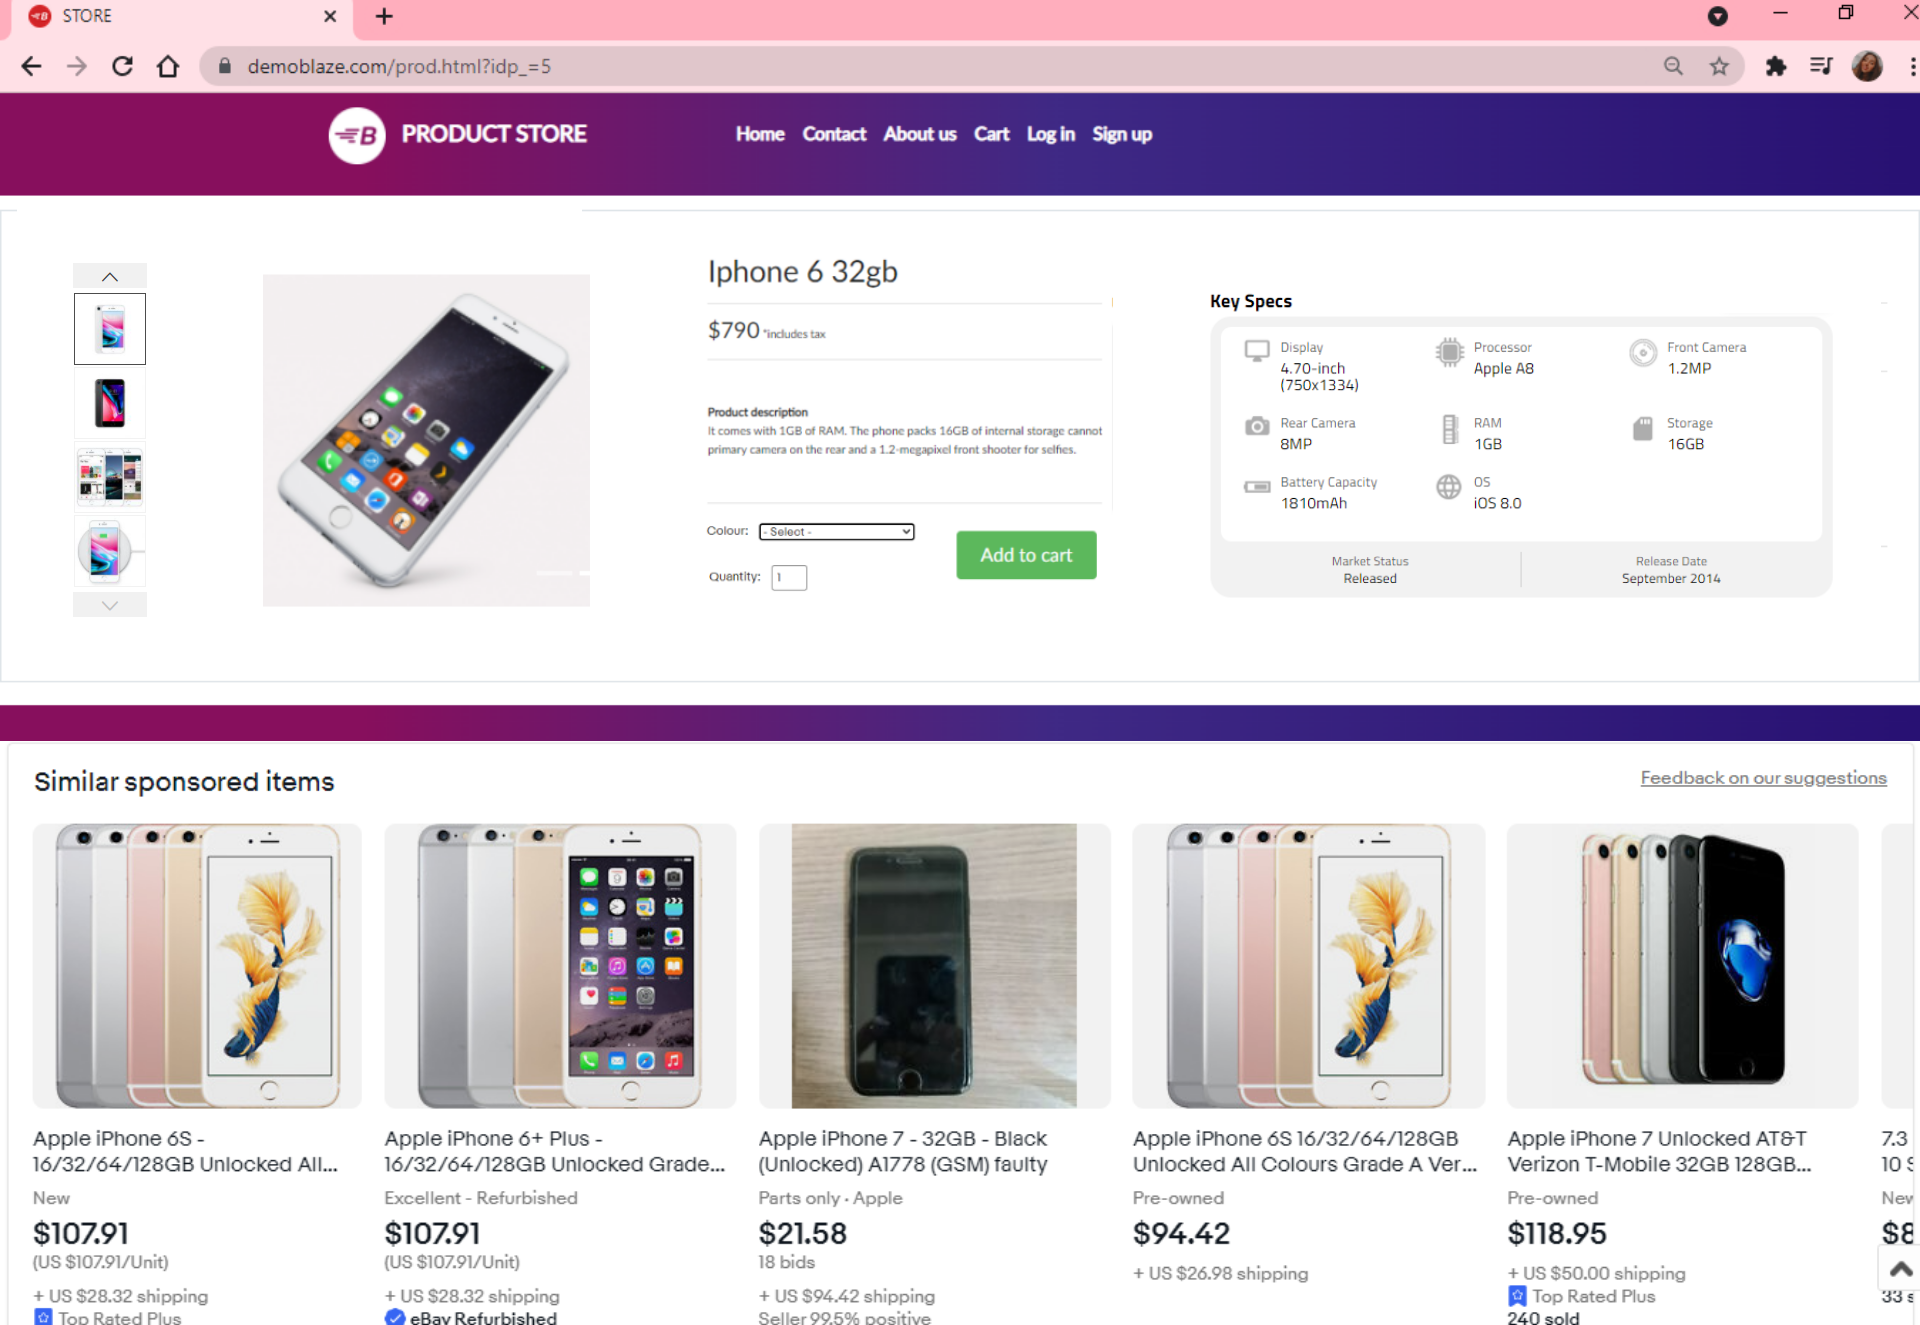 STORE
demoblaze.com/prod.html?idp_=5
B PRODUCT STORE
Home Contact About us Cart Log in Sign up
Iphone 6 32gb
$790 *includes tax
Product description
It comes with 1GB of RAM. The phone packs 16GB of internal storage cannot
primary camera on the rear and a 1.2-megapixel front shooter for selfies.
Colour: - Select -
Quantity: 1
Add to cart
Key Specs
Display
4.70-inch
(750x1334)
Processor
Apple A8
Front Camera
1.2MP
Rear Camera
8MP
RAM
1GB
Storage
16GB
Battery Capacity
1810mAh
OS
iOS 8.0
Market Status
Released
Release Date
September 2014
Similar sponsored items
Feedback on our suggestions
Apple iPhone 6S -
16/32/64/128GB Unlocked All...
New
$107.91
(US $107.91/Unit)
+ US $28.32 shipping
Top Rated Plus
Apple iPhone 6+ Plus -
16/32/64/128GB Unlocked Grade...
Excellent - Refurbished
$107.91
(US $107.91/Unit)
+ US $28.32 shipping
eBay Refurbished
Apple iPhone 7 - 32GB - Black
(Unlocked) A1778 (GSM) faulty
Parts only · Apple
$21.58
18 bids
+ US $94.42 shipping
Seller 99.5% positive
Apple iPhone 6S 16/32/64/128GB
Unlocked All Colours Grade A Ver...
Pre-owned
$94.42
+ US $26.98 shipping
Apple iPhone 7 Unlocked AT&T
Verizon T-Mobile 32GB 128GB...
Pre-owned
$118.95
+ US $50.00 shipping
Top Rated Plus
240 sold
7.3
10 S
New
$8
33 s